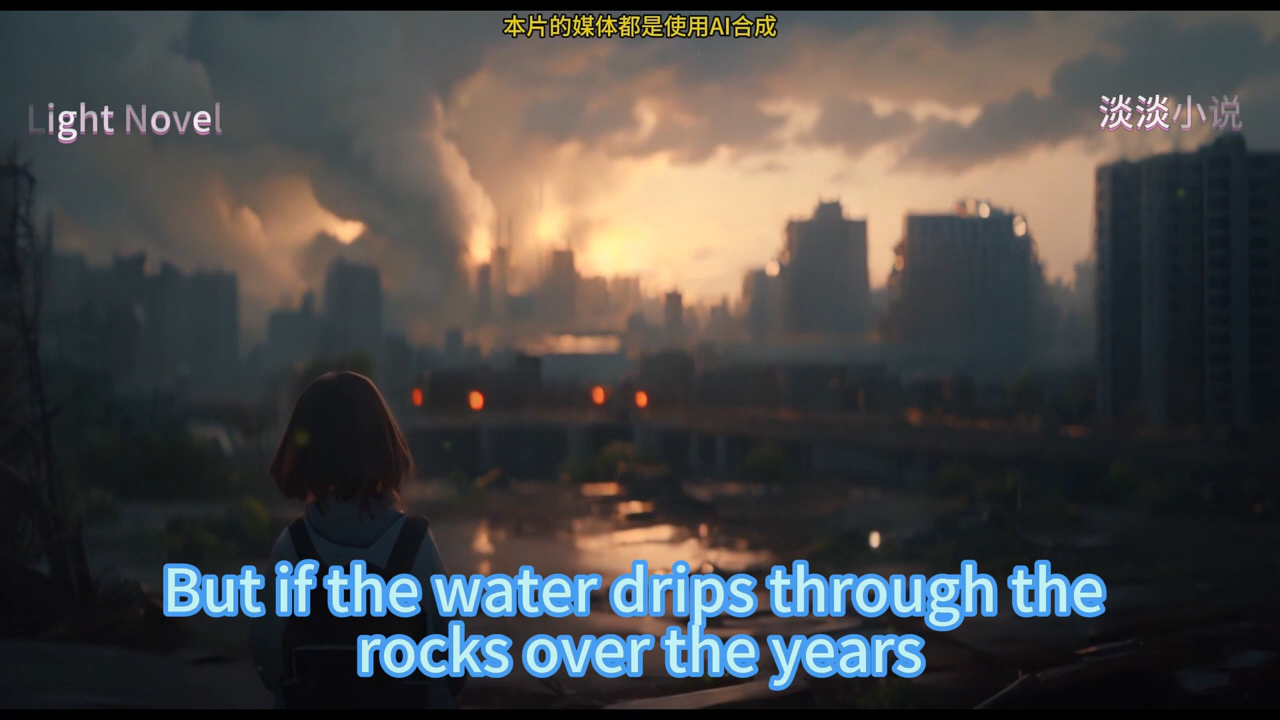 本片的媒体都是使用AI合成
Light Novel
淡淡小说
But if the water drips through the
rocks over the years